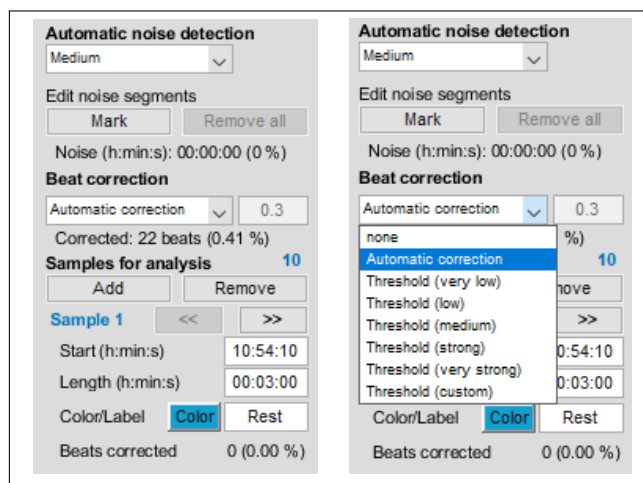 Automatic noise detection
Medium
Edit noise segments
Mark Remove all
Noise (h:min:s): 00:00:00 (0 %)
Beat correction
Automatic correction 0.3
Corrected: 22 beats (0.41 %)
Samples for analysis 10
Add Remove
Sample 1 << >>
Start (h:min:s) 10:54:10
Length (h:min:s) 00:03:00
Color/Label Color Rest
Beats corrected 0 (0.00 %)
Automatic noise detection
Medium
Edit noise segments
Mark Remove all
Noise (h:min:s): 00:00:00 (0 %)
Beat correction
Automatic correction 0.3
none %)
Automatic correction 10
Threshold (very low) nove
Threshold (low)
Threshold (medium) >>
Threshold (strong) 0:54:10
Threshold (very strong)
Threshold (custom) 0:03:00
Color/Label Color Rest
Beats corrected 0 (0.00 %)